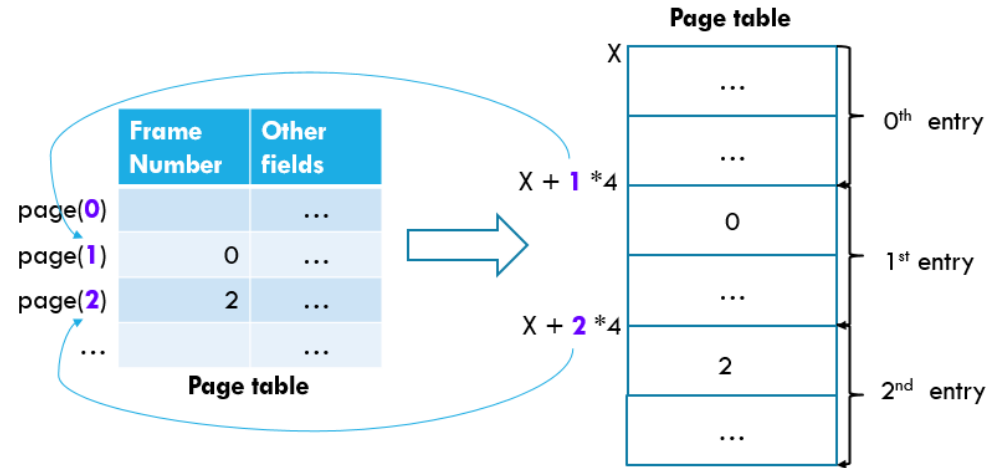 Frame Number
Other fields
page(0)
...
page(1)
0
...
page(2)
2
...
...
...
Page table
Page table
X
...
0th entry
...
X + 1 *4
0
1st entry
...
X + 2 *4
2
2nd entry
...